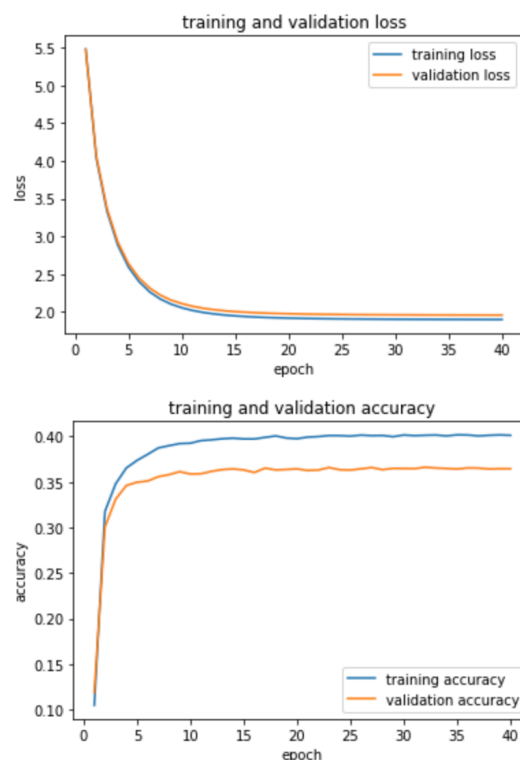 training and validation loss
5.5
training loss
validation loss
5.0
4.5
4.0
loss
3.5
3.0
2.5
2.0
0 5 10 15 20 25 30 35 40
epoch
training and validation accuracy
0.40
0.35
0.30
accuracy
0.25
0.20
0.15
training accuracy
validation accuracy
0.10
0 5 10 15 20 25 30 35 40
epoch